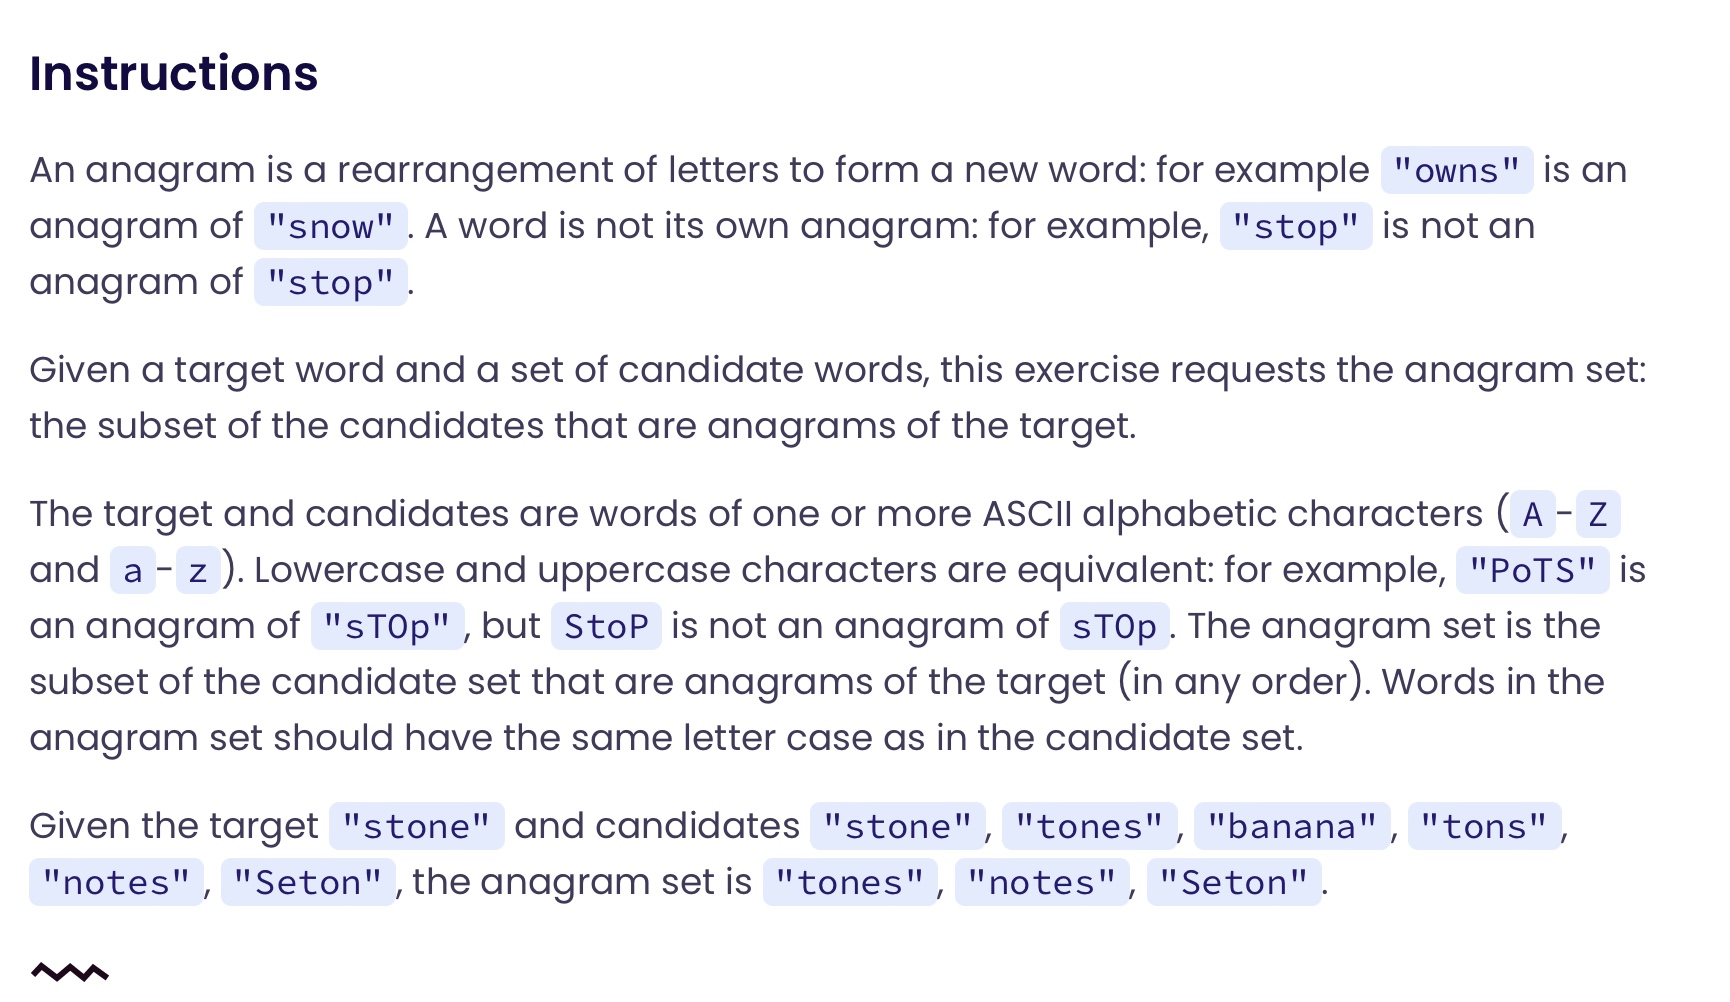 Instructions
An anagram is a rearrangement of letters to form a new word: for example "owns" is an
anagram of "snow". A word is not its own anagram: for example, "stop" is not an
anagram of "stop".
Given a target word and a set of candidate words, this exercise requests the anagram set:
the subset of the candidates that are anagrams of the target.
The target and candidates are words of one or more ASCII alphabetic characters (A-Z
and a-z). Lowercase and uppercase characters are equivalent: for example, "PoTS" is
an anagram of "sTOp", but StoP is not an anagram of sTOp. The anagram set is the
subset of the candidate set that are anagrams of the target (in any order). Words in the
anagram set should have the same letter case as in the candidate set.
Given the target "stone" and candidates "stone", "tones", "banana", "tons",
"notes", "Seton", the anagram set is "tones", "notes", "Seton".